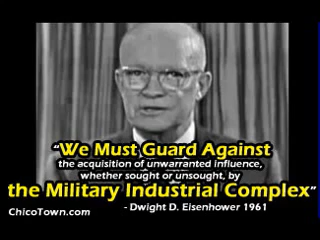 “We Must Guard Against
the acquisition of unwarranted influence,
whether sought or unsought, by
the Military Industrial Complex”
- Dwight D. Eisenhower 1961
ChicoTown.com